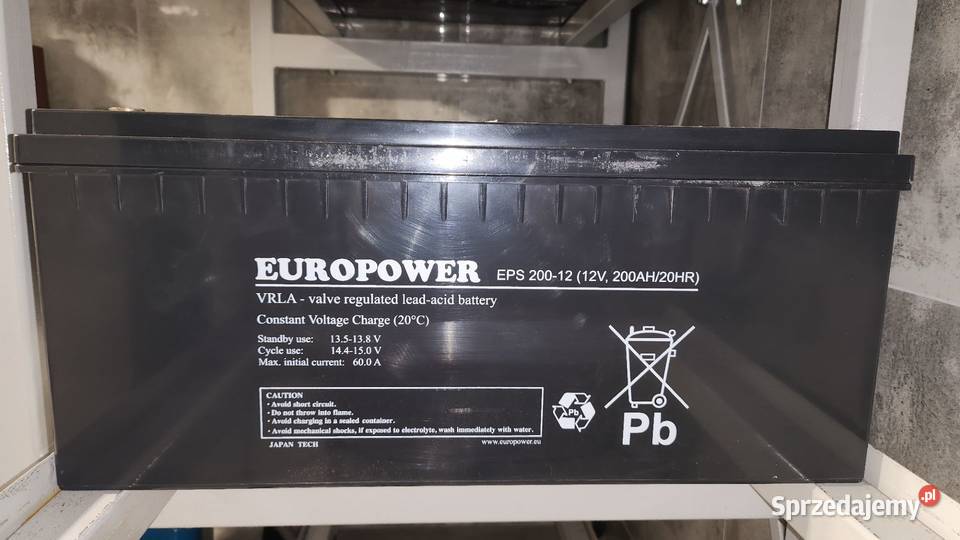 EUROPOWER EPS 200-12 (12V, 200AH/20HR)
VRLA - valve regulated lead-acid battery
Constant Voltage Charge (20°C)
Standby use: 13.5-13.8 V
Cycle use: 14.4-15.0 V
Max. initial current: 60.0 A
CAUTION
• Avoid short circuit.
• Do not throw into flame.
• Avoid charging in a sealed container.
• Avoid mechanical shocks, if exposed to electrolyte, wash immediately with water.
JAPAN TECH
www.europower.eu
Pb
Pb
Sprzedajemy.pl